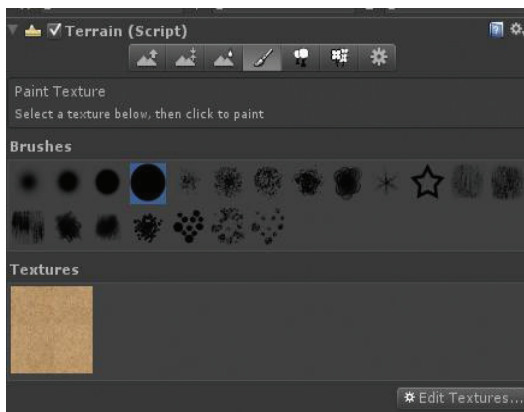 Terrain (Script)
Paint Texture
Select a texture below, then click to paint
Brushes
Textures
Edit Textures...